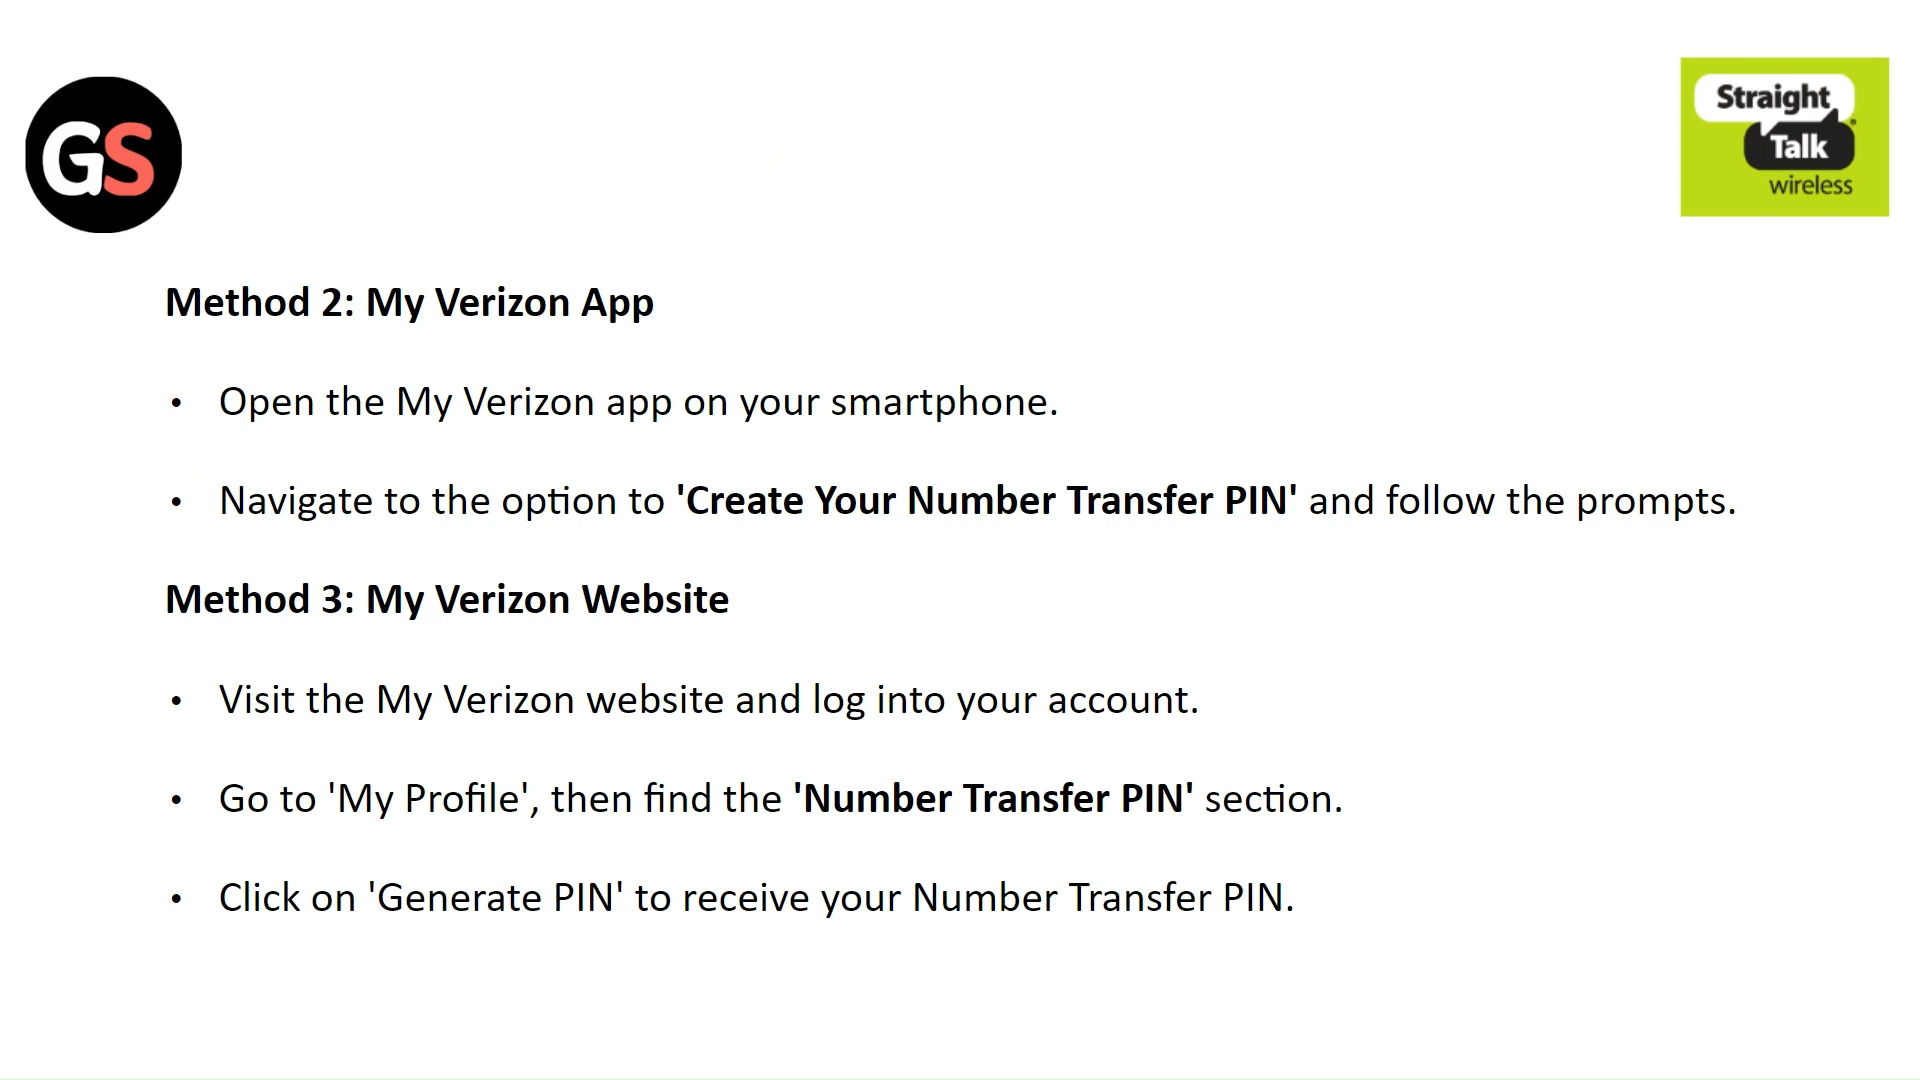 GS
Straight
Talk
wireless
Method 2: My Verizon App
• Open the My Verizon app on your smartphone.
• Navigate to the option to 'Create Your Number Transfer PIN' and follow the prompts.
Method 3: My Verizon Website
• Visit the My Verizon website and log into your account.
• Go to 'My Profile', then find the 'Number Transfer PIN' section.
• Click on 'Generate PIN' to receive your Number Transfer PIN.